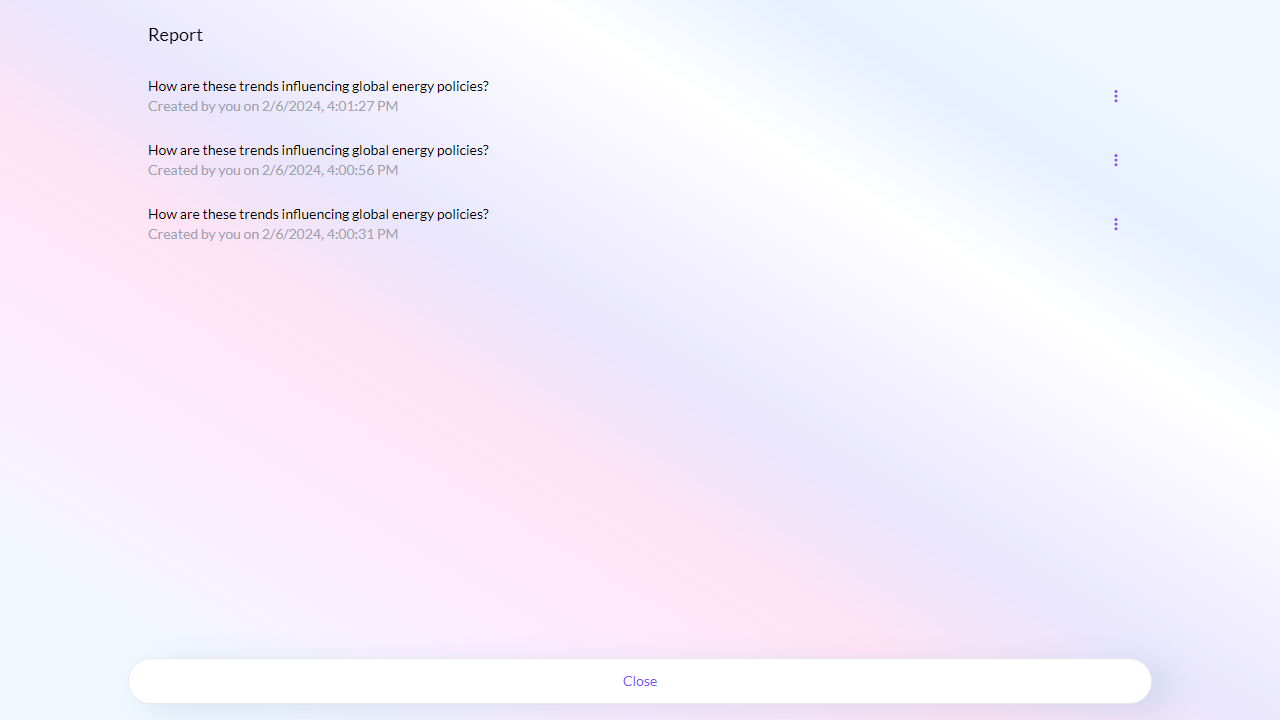 Report
How are these trends influencing global energy policies?
Created by you on 2/6/2024, 4:01:27 PM
How are these trends influencing global energy policies?
Created by you on 2/6/2024, 4:00:56 PM
How are these trends influencing global energy policies?
Created by you on 2/6/2024, 4:00:31 PM
Close